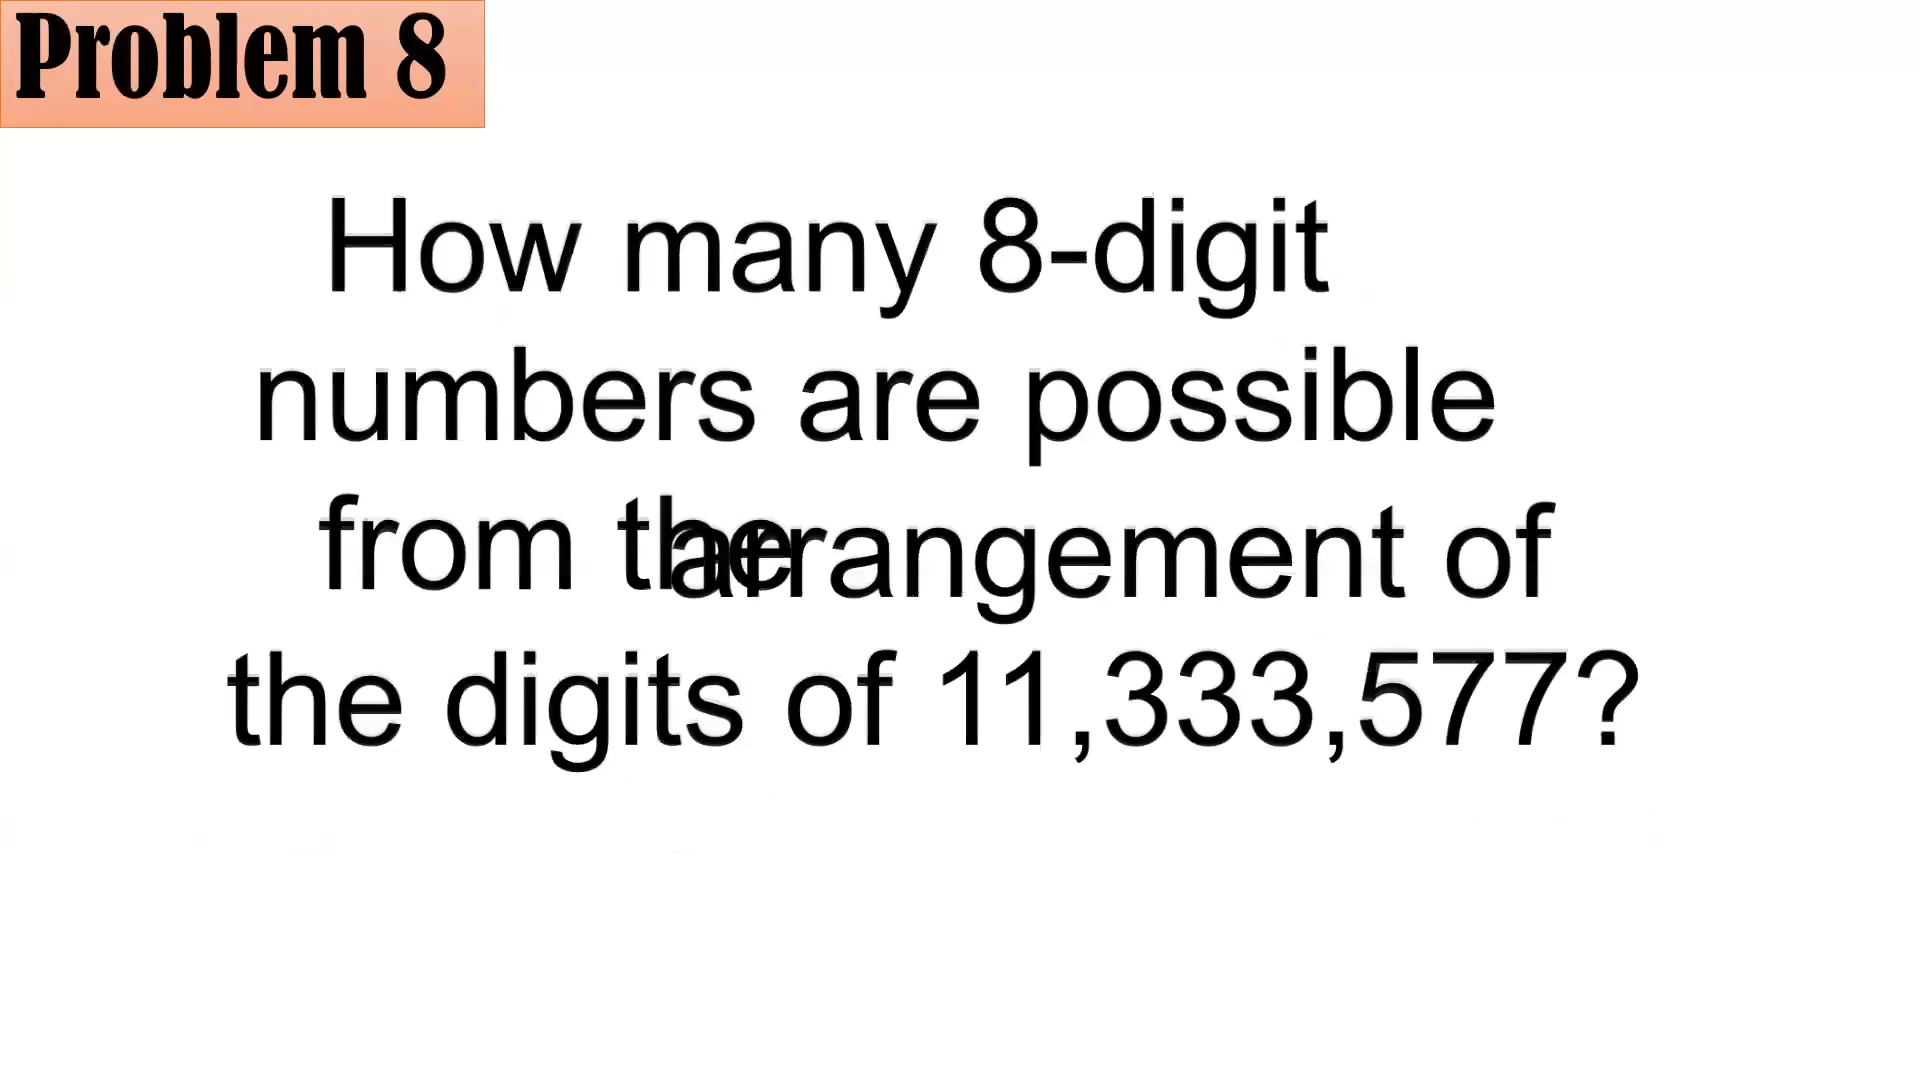 Problem 8
How many 8-digit
numbers are possible
from the arrangement of
the digits of 11,333,577?